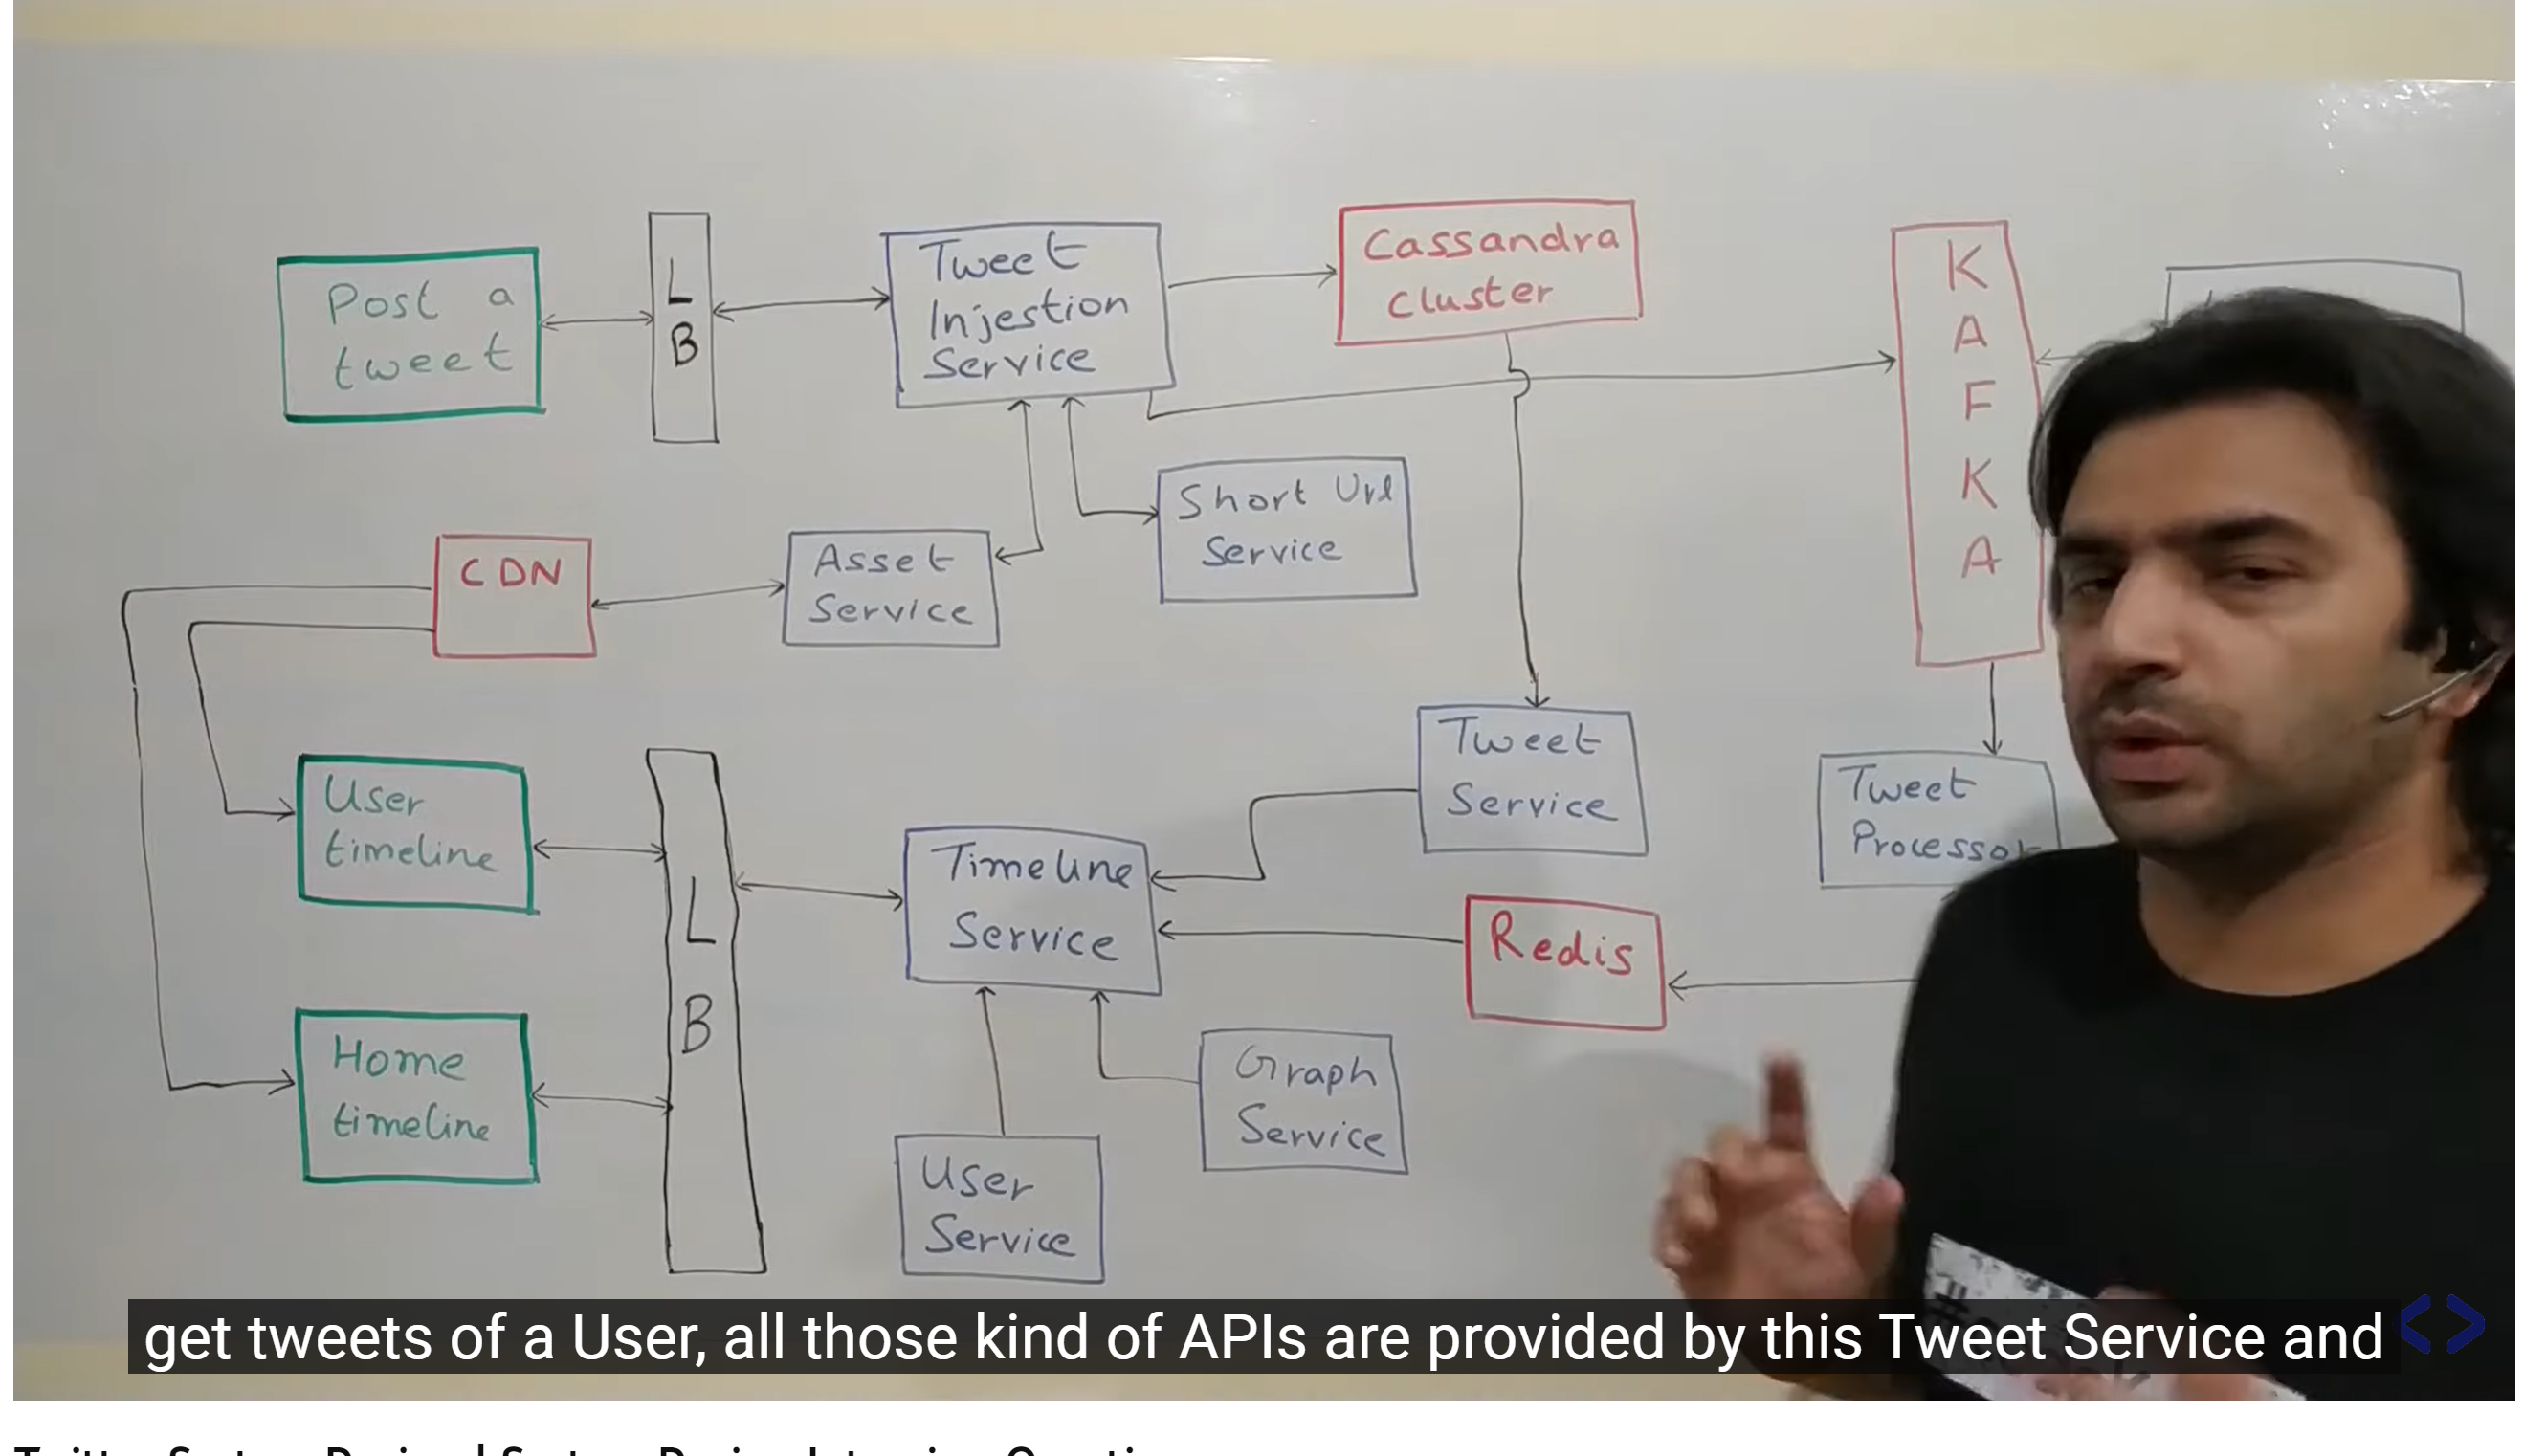 Post a
tweet
L
B
Tweet
Injestion
Service
Cassandra
Cluster
K
A
F
K
A
Short Url
Service
CDN
Asset
Service
Tweet
Service
Tweet
Processor
User
timeline
L
B
Timeline
Service
Redis
Home
timeline
Graph
Service
User
Service
get tweets of a User, all those kind of APIs are provided by this Tweet Service and